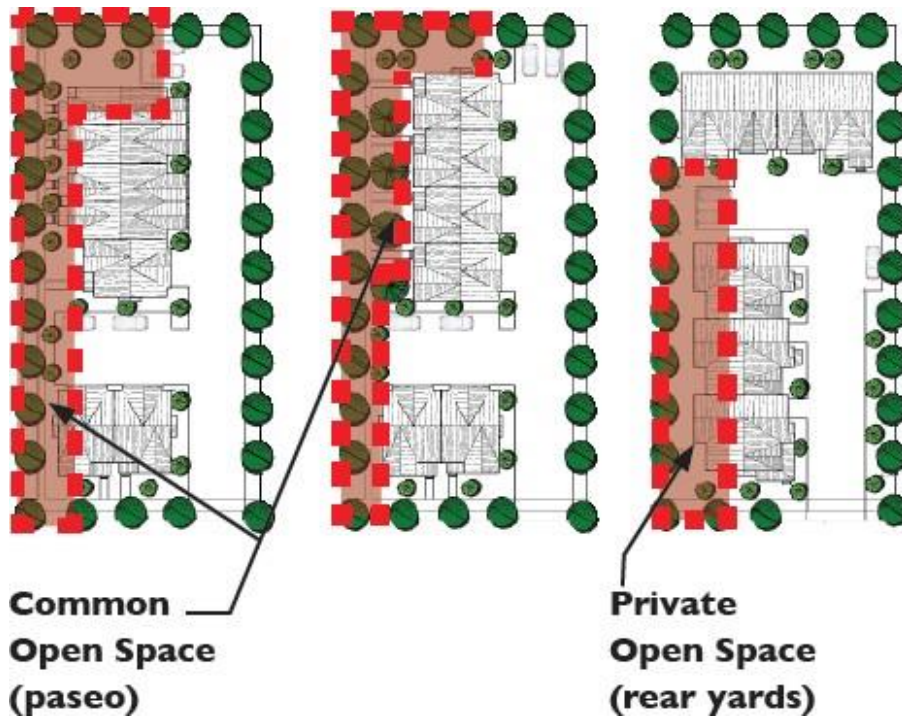 Common
Open Space
(paseo)
Private
Open Space
(rear yards)